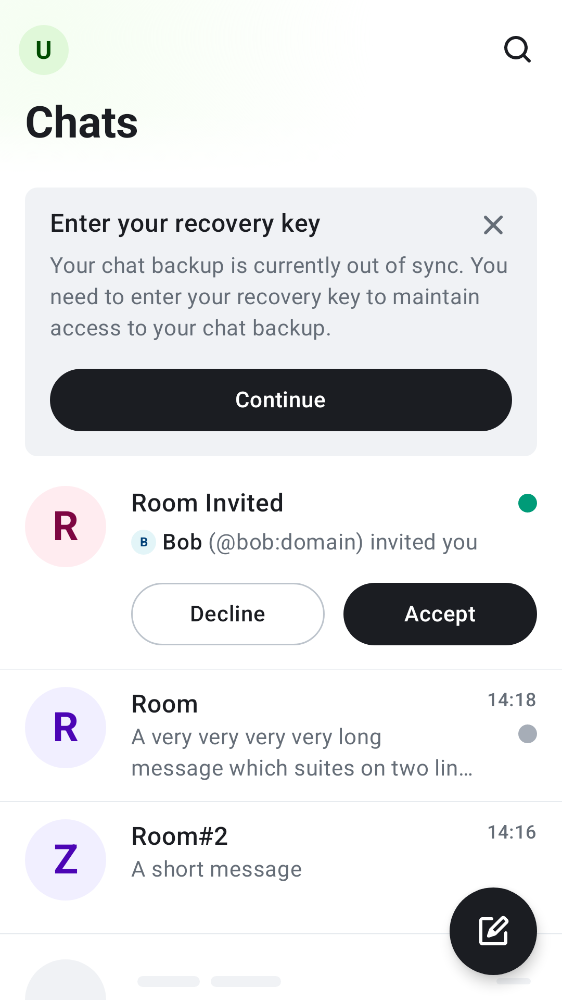 U
Chats
Enter your recovery key
Your chat backup is currently out of sync. You
need to enter your recovery key to maintain
access to your chat backup.
Continue
R
Room Invited
B Bob (@bob:domain) invited you
Decline
Accept
R
Room
14:18
A very very very very long
message which suites on two lin…
Z
Room#2
14:16
A short message